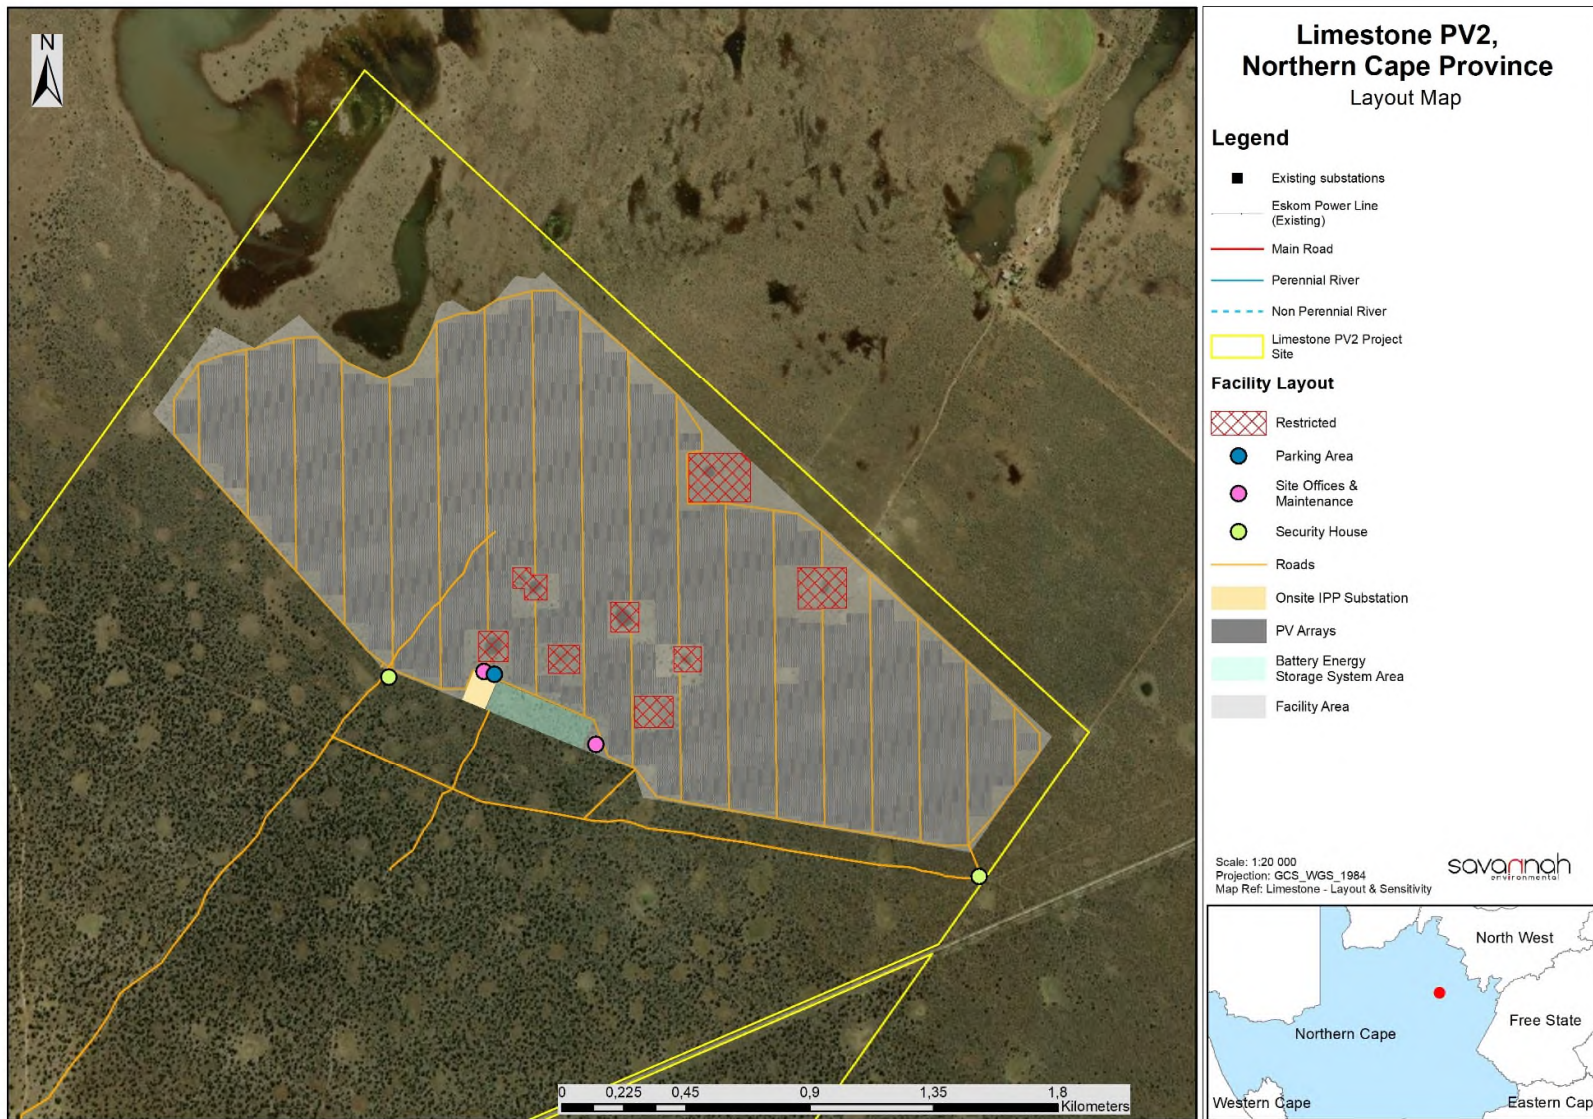 N
Limestone PV2,
Northern Cape Province
Layout Map
Legend
Existing substations
Eskom Power Line
(Existing)
Main Road
Perennial River
Non Perennial River
Limestone PV2 Project
Site
Facility Layout
Restricted
Parking Area
Site Offices &
Maintenance
Security House
Roads
Onsite IPP Substation
PV Arrays
Battery Energy
Storage System Area
Facility Area
Scale: 1:20 000
Projection: GCS_WGS_1984
Map Ref: Limestone - Layout & Sensitivity
savannah
environmental
North West
Free State
Northern Cape
Western Cape
Eastern Cap
0 0,225 0,45 0,9 1,35 1,8
Kilometers